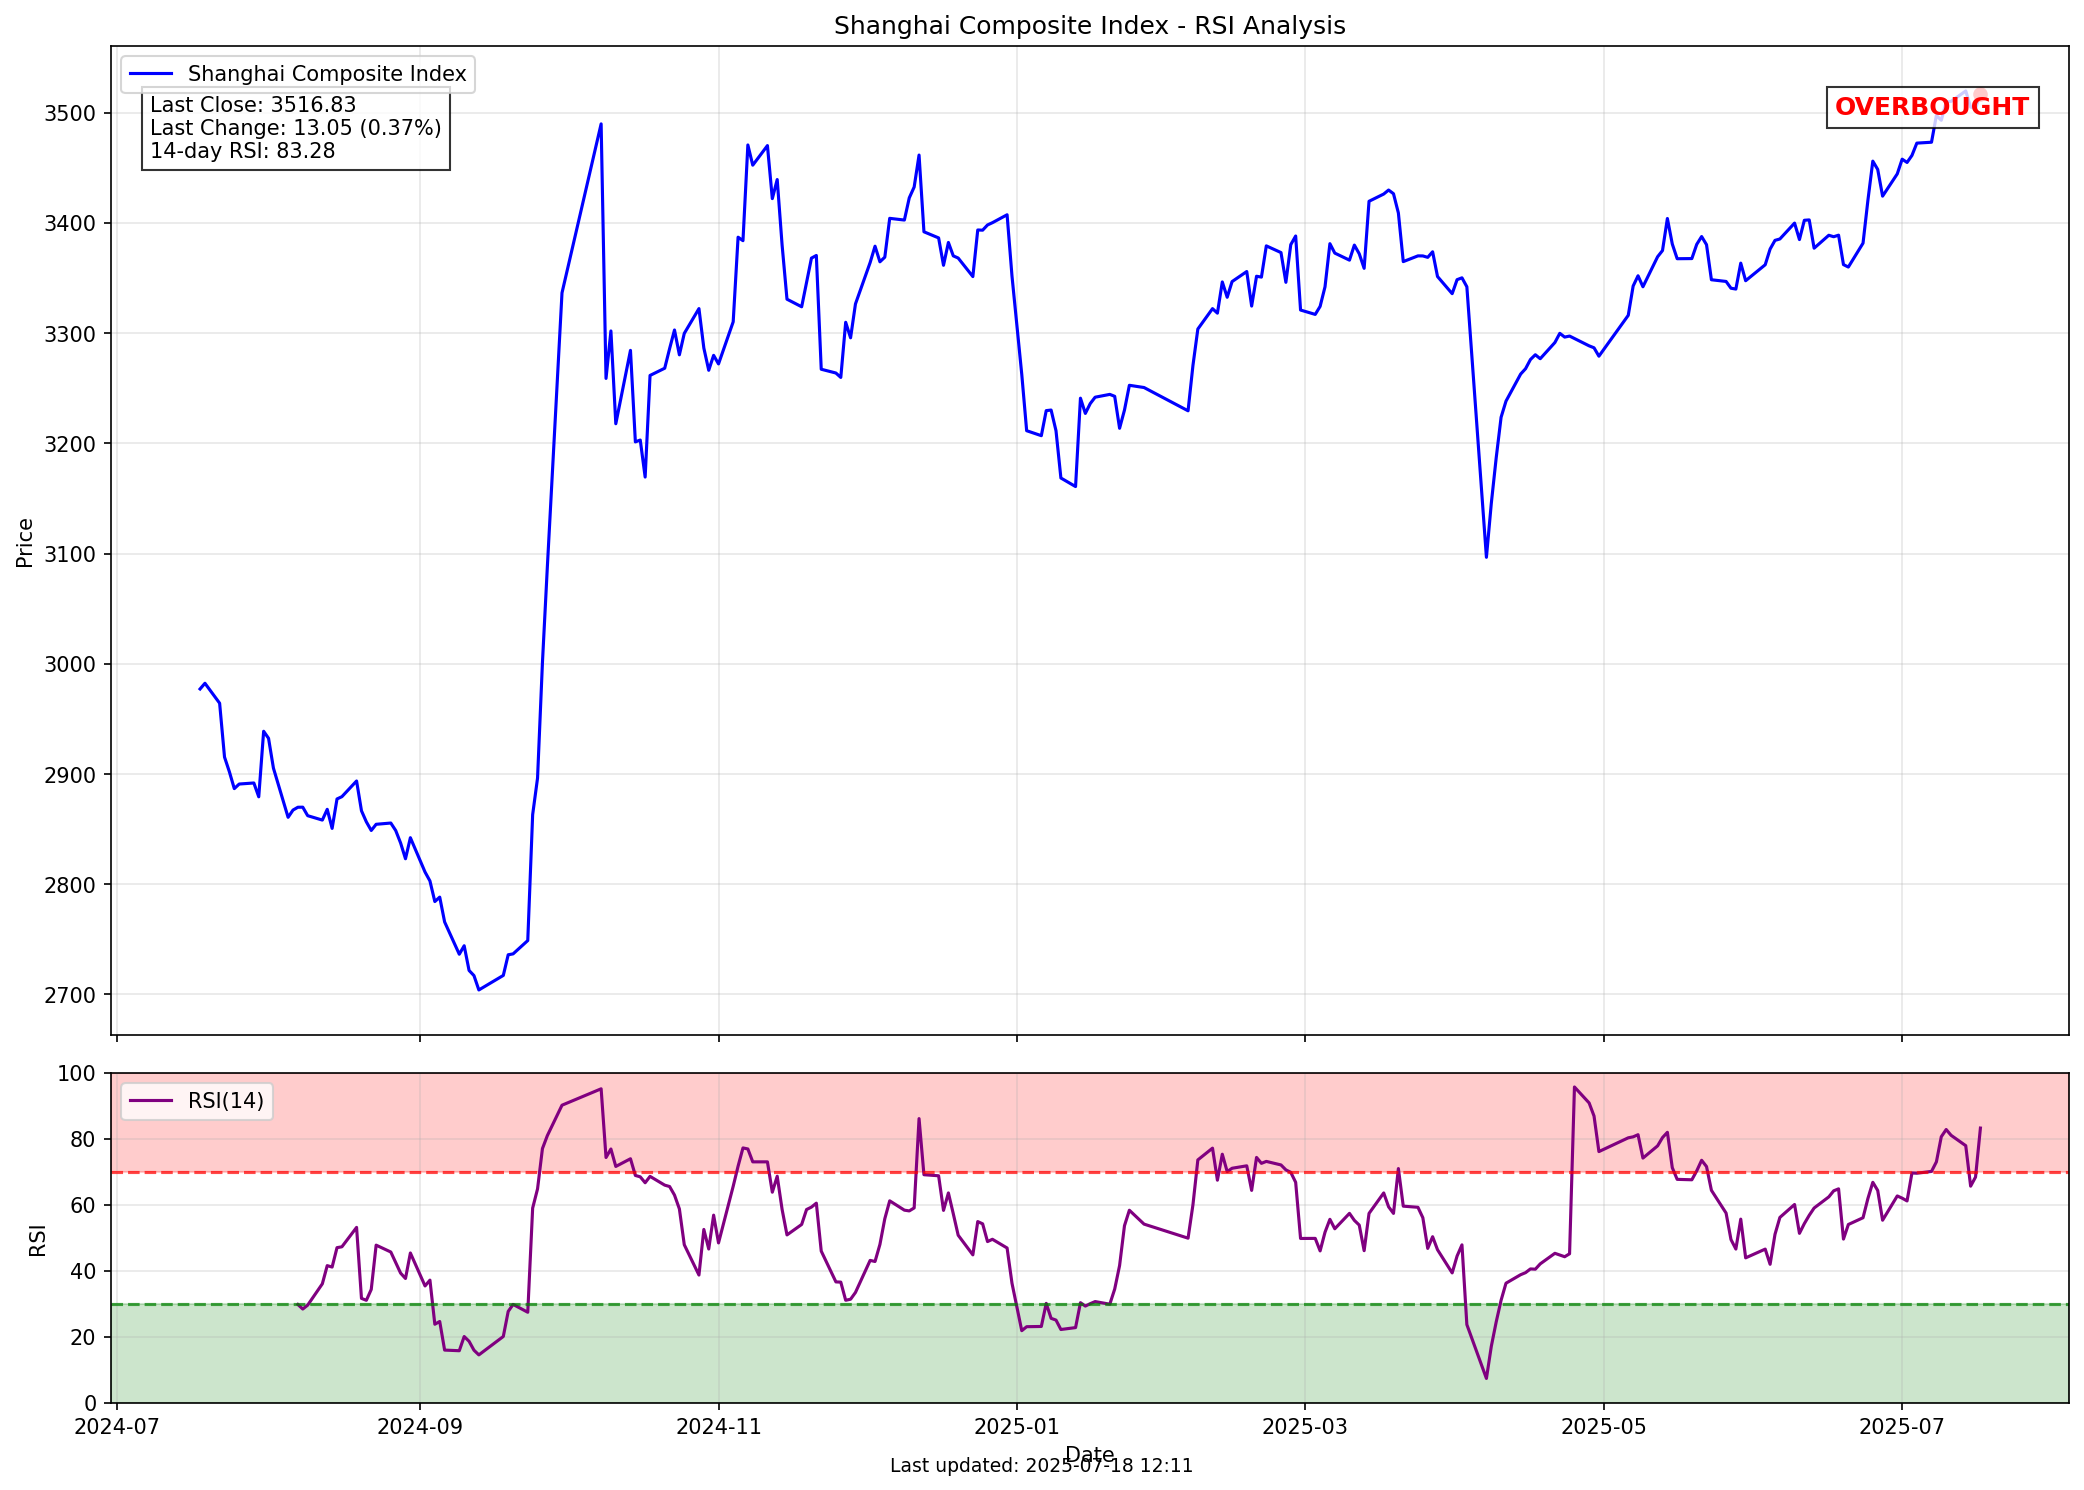 Shanghai Composite Index - RSI Analysis
Shanghai Composite Index
Last Close: 3516.83
Last Change: 13.05 (0.37%)
14-day RSI: 83.28
OVERBOUGHT
Price
3500
3400
3300
3200
3100
3000
2900
2800
2700
RSI(14)
RSI
100
80
60
40
20
0
2024-07
2024-09
2024-11
2025-01
2025-03
2025-05
2025-07
Date
Last updated: 2025-07-18 12:11